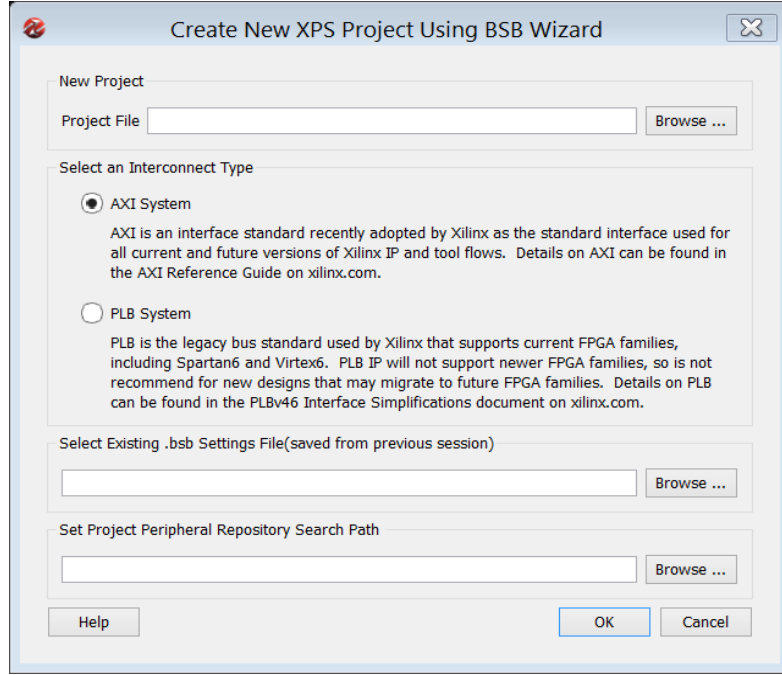 Create New XPS Project Using BSB Wizard
New Project
Project File
Browse ...
Select an Interconnect Type
AXI System
AXI is an interface standard recently adopted by Xilinx as the standard interface used for
all current and future versions of Xilinx IP and tool flows.  Details on AXI can be found in
the AXI Reference Guide on xilinx.com.
PLB System
PLB is the legacy bus standard used by Xilinx that supports current FPGA families,
including Spartan6 and Virtex6.  PLB IP will not support newer FPGA families, so is not
recommend for new designs that may migrate to future FPGA families.  Details on PLB
can be found in the PLBv46 Interface Simplifications document on xilinx.com.
Select Existing .bsb Settings File(saved from previous session)
Browse ...
Set Project Peripheral Repository Search Path
Browse ...
Help
OK
Cancel